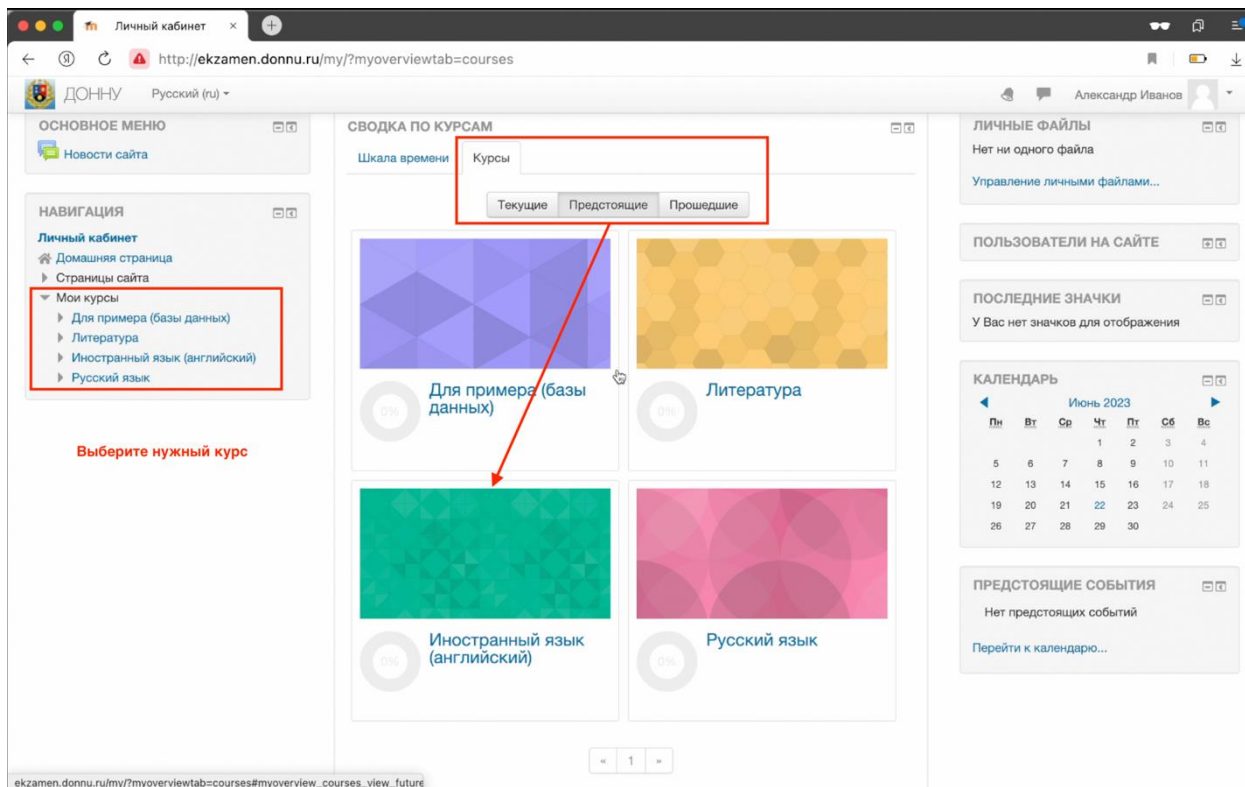 Личный кабинет
http://ekzamen.donnu.ru/my/?myoverviewtab=courses
ДОННУ
Русский (ru)
Александр Иванов
ОСНОВНОЕ МЕНЮ
Новости сайта
НАВИГАЦИЯ
Личный кабинет
Домашняя страница
Страницы сайта
Мои курсы
Для примера (базы данных)
Литература
Иностранный язык (английский)
Русский язык
Выберите нужный курс
СВОДКА ПО КУРСАМ
Шкала времени Курсы
Текущие Предстоящие Прошедшие
0%
Для примера (базы
данных)
0%
Литература
0%
Иностранный язык
(английский)
0%
Русский язык
« 1 »
ЛИЧНЫЕ ФАЙЛЫ
Нет ни одного файла
Управление личными файлами...
ПОЛЬЗОВАТЕЛИ НА САЙТЕ
ПОСЛЕДНИЕ ЗНАЧКИ
У Вас нет значков для отображения
КАЛЕНДАРЬ
Июнь 2023
Пн Вт Ср Чт Пт Сб Вс
1 2 3 4
5 6 7 8 9 10 11
12 13 14 15 16 17 18
19 20 21 22 23 24 25
26 27 28 29 30
ПРЕДСТОЯЩИЕ СОБЫТИЯ
Нет предстоящих событий
Перейти к календарю...
ekzamen.donnu.ru/my/?myoverviewtab=courses#myoverview_courses_view_future